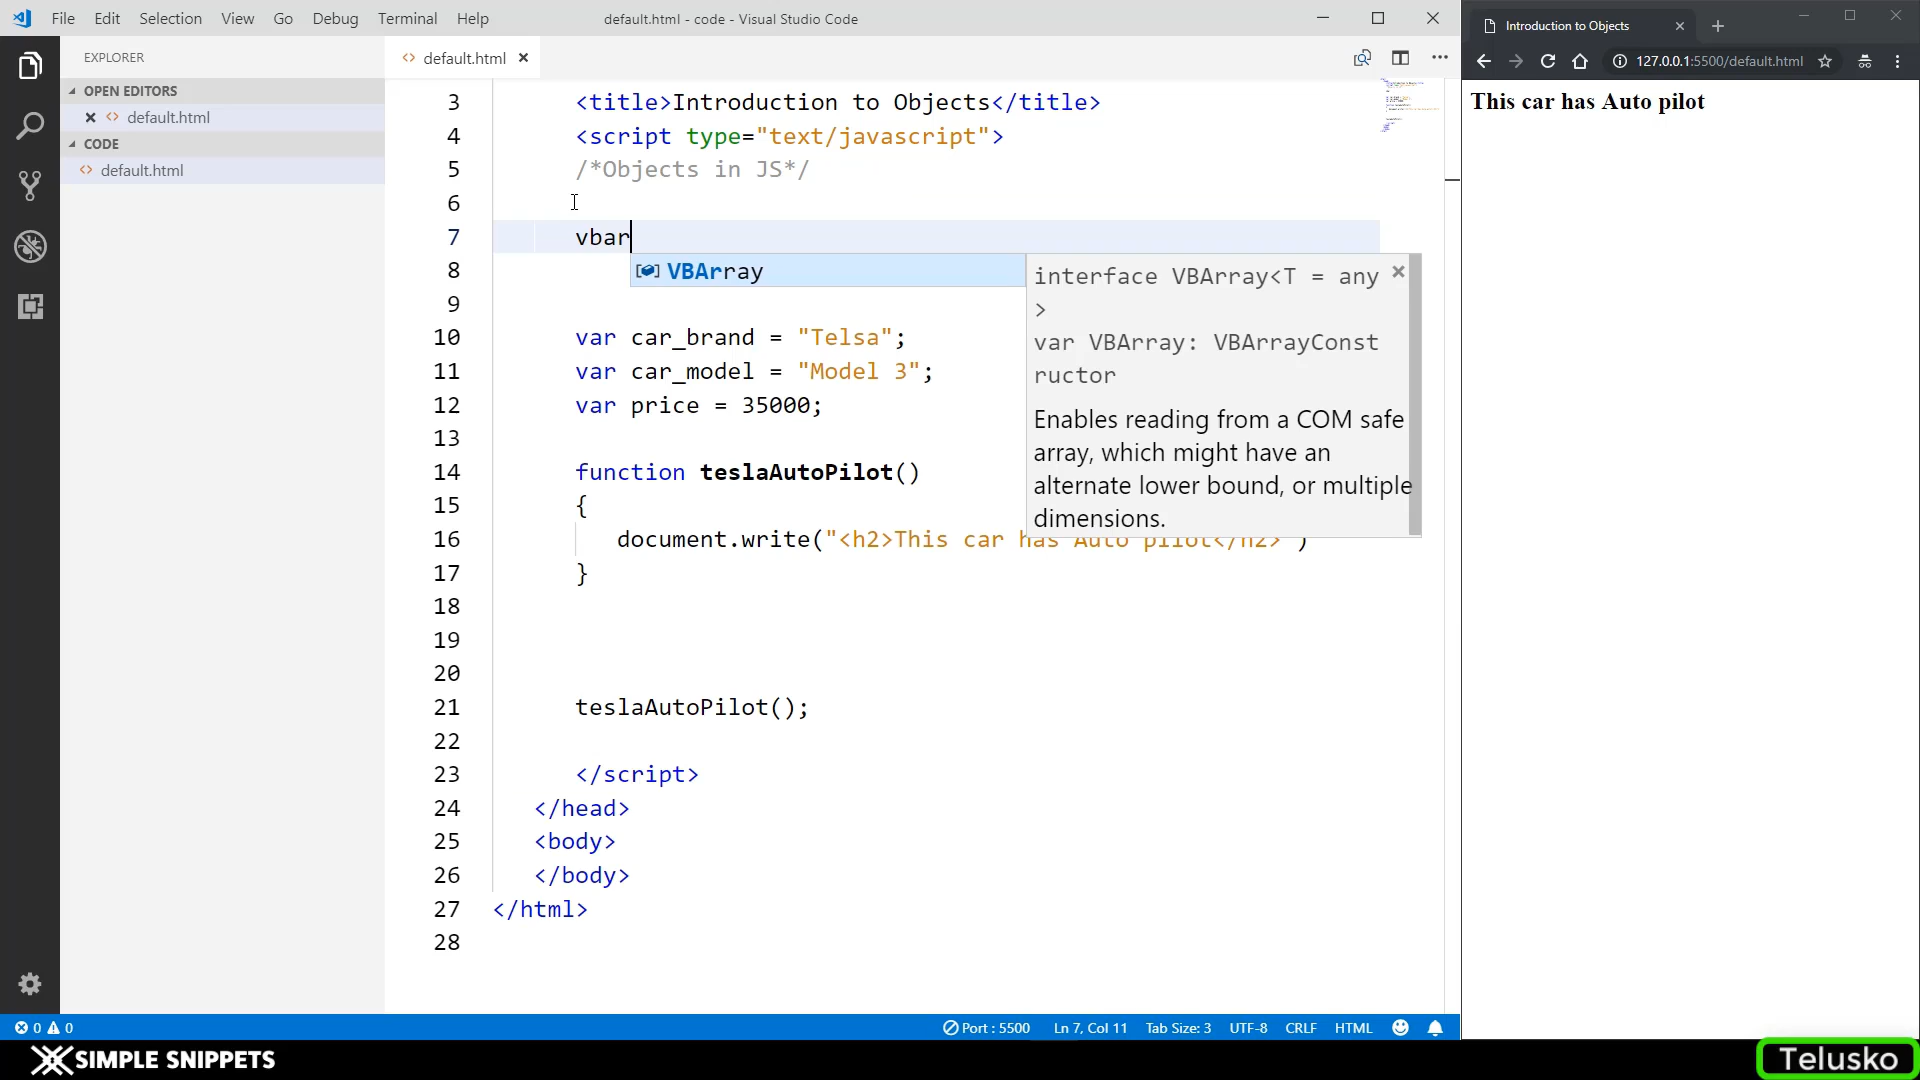 File Edit Selection View Go Debug Terminal Help
default.html - code - Visual Studio Code
EXPLORER
OPEN EDITORS
default.html
CODE
default.html
default.html
3 <title>Introduction to Objects</title>
4 <script type="text/javascript">
5 /*Objects in JS*/
6
7 vbar
8
9
10 var car_brand = "Telsa";
11 var car_model = "Model 3";
12 var price = 35000;
13
14 function teslaAutoPilot()
15 {
16 document.write("<h2>This car has Auto pilot</h2>")
17 }
18
19
20
21 teslaAutoPilot();
22
23 </script>
24 </head>
25 <body>
26 </body>
27 </html>
28
VBArray
interface VBArray<T = any
>
var VBArray: VBArrayConst
ructor
Enables reading from a COM safe
array, which might have an
alternate lower bound, or multiple
dimensions.
0 0
Port : 5500 Ln 7, Col 11 Tab Size: 3 UTF-8 CRLF HTML
Introduction to Objects
127.0.0.1:5500/default.html
This car has Auto pilot
SIMPLE SNIPPETS
Telusko